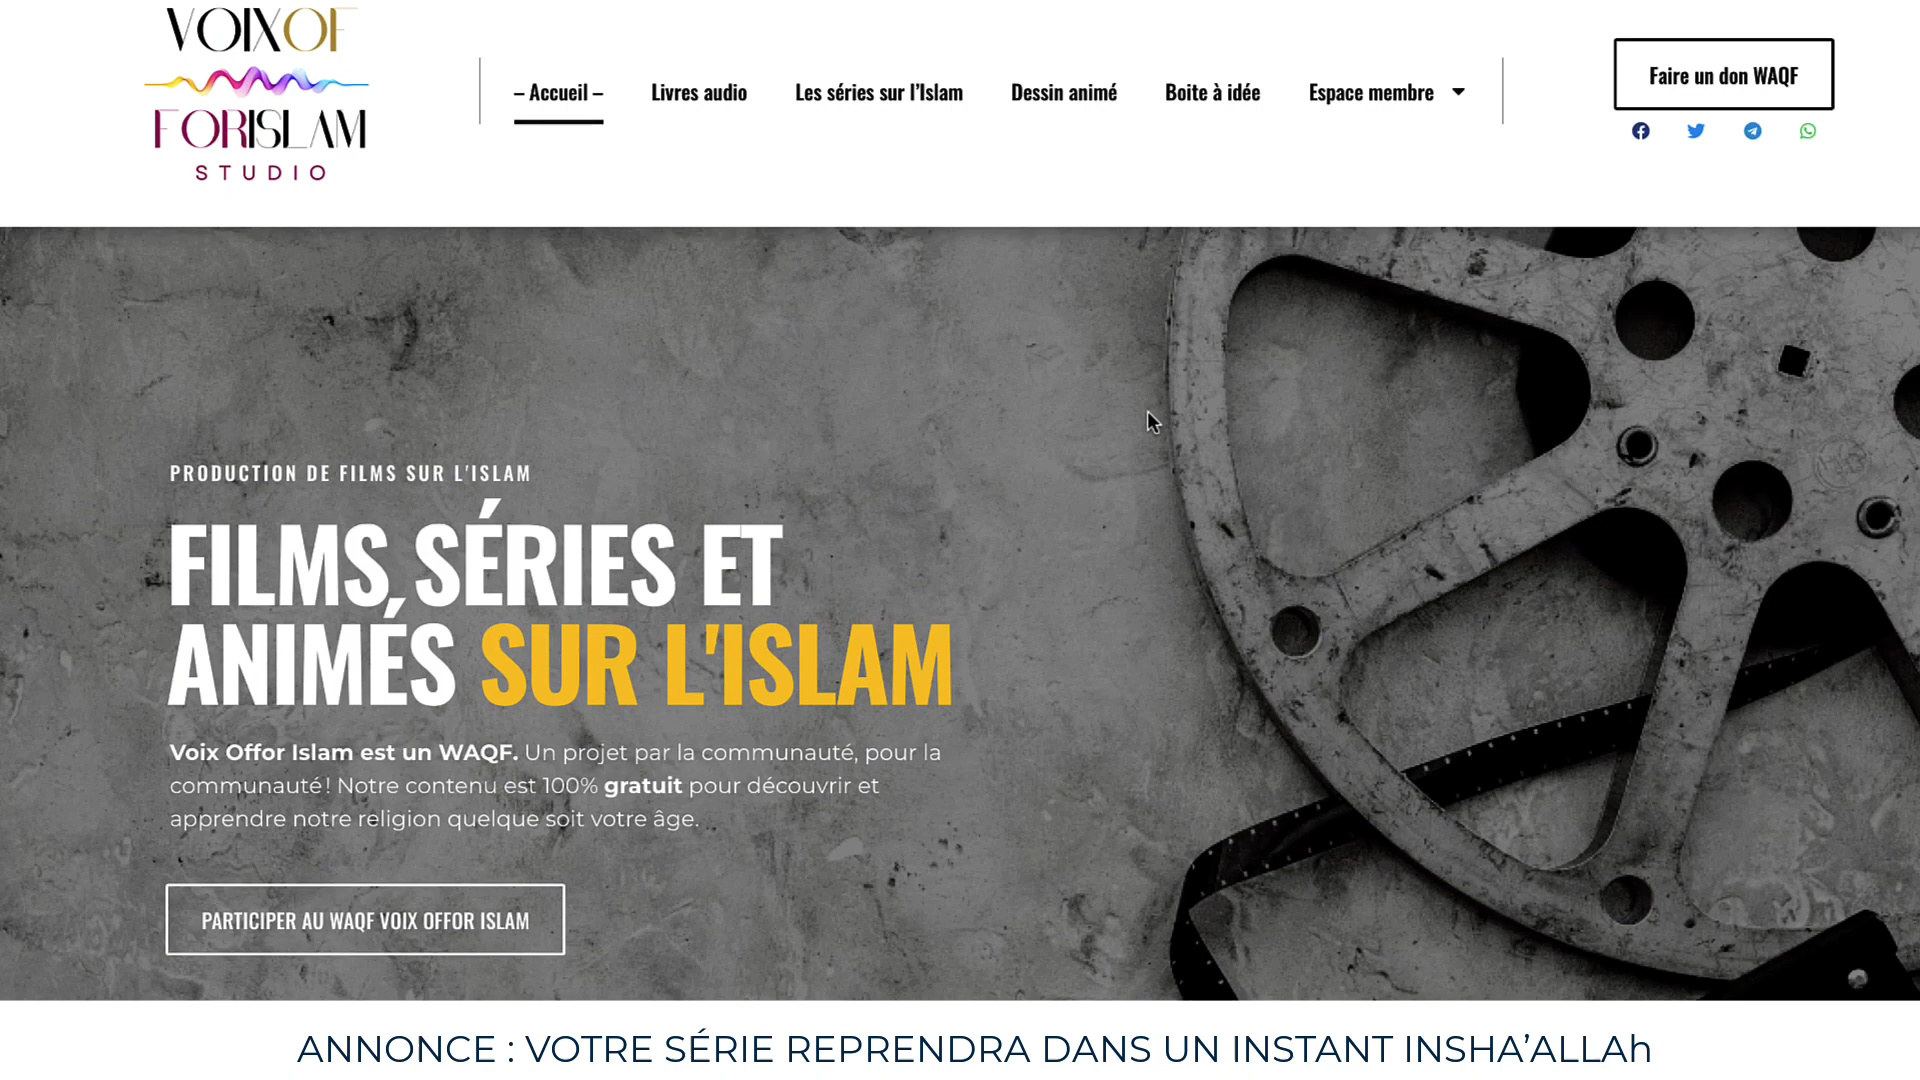 VOIXOF
FORISLAM
STUDIO
– Accueil –
Livres audio
Les séries sur l’Islam
Dessin animé
Boite à idée
Espace membre
Faire un don WAQF
PRODUCTION DE FILMS SUR L'ISLAM
FILMS, SÉRIES ET
ANIMÉS SUR L'ISLAM
Voix Offor Islam est un WAQF. Un projet par la communauté, pour la
communauté! Notre contenu est 100% gratuit pour découvrir et
apprendre notre religion quelque soit votre âge.
PARTICIPER AU WAQF VOIX OFFOR ISLAM
ANNONCE : VOTRE SÉRIE REPRENDRA DANS UN INSTANT INSHA’ALLAh